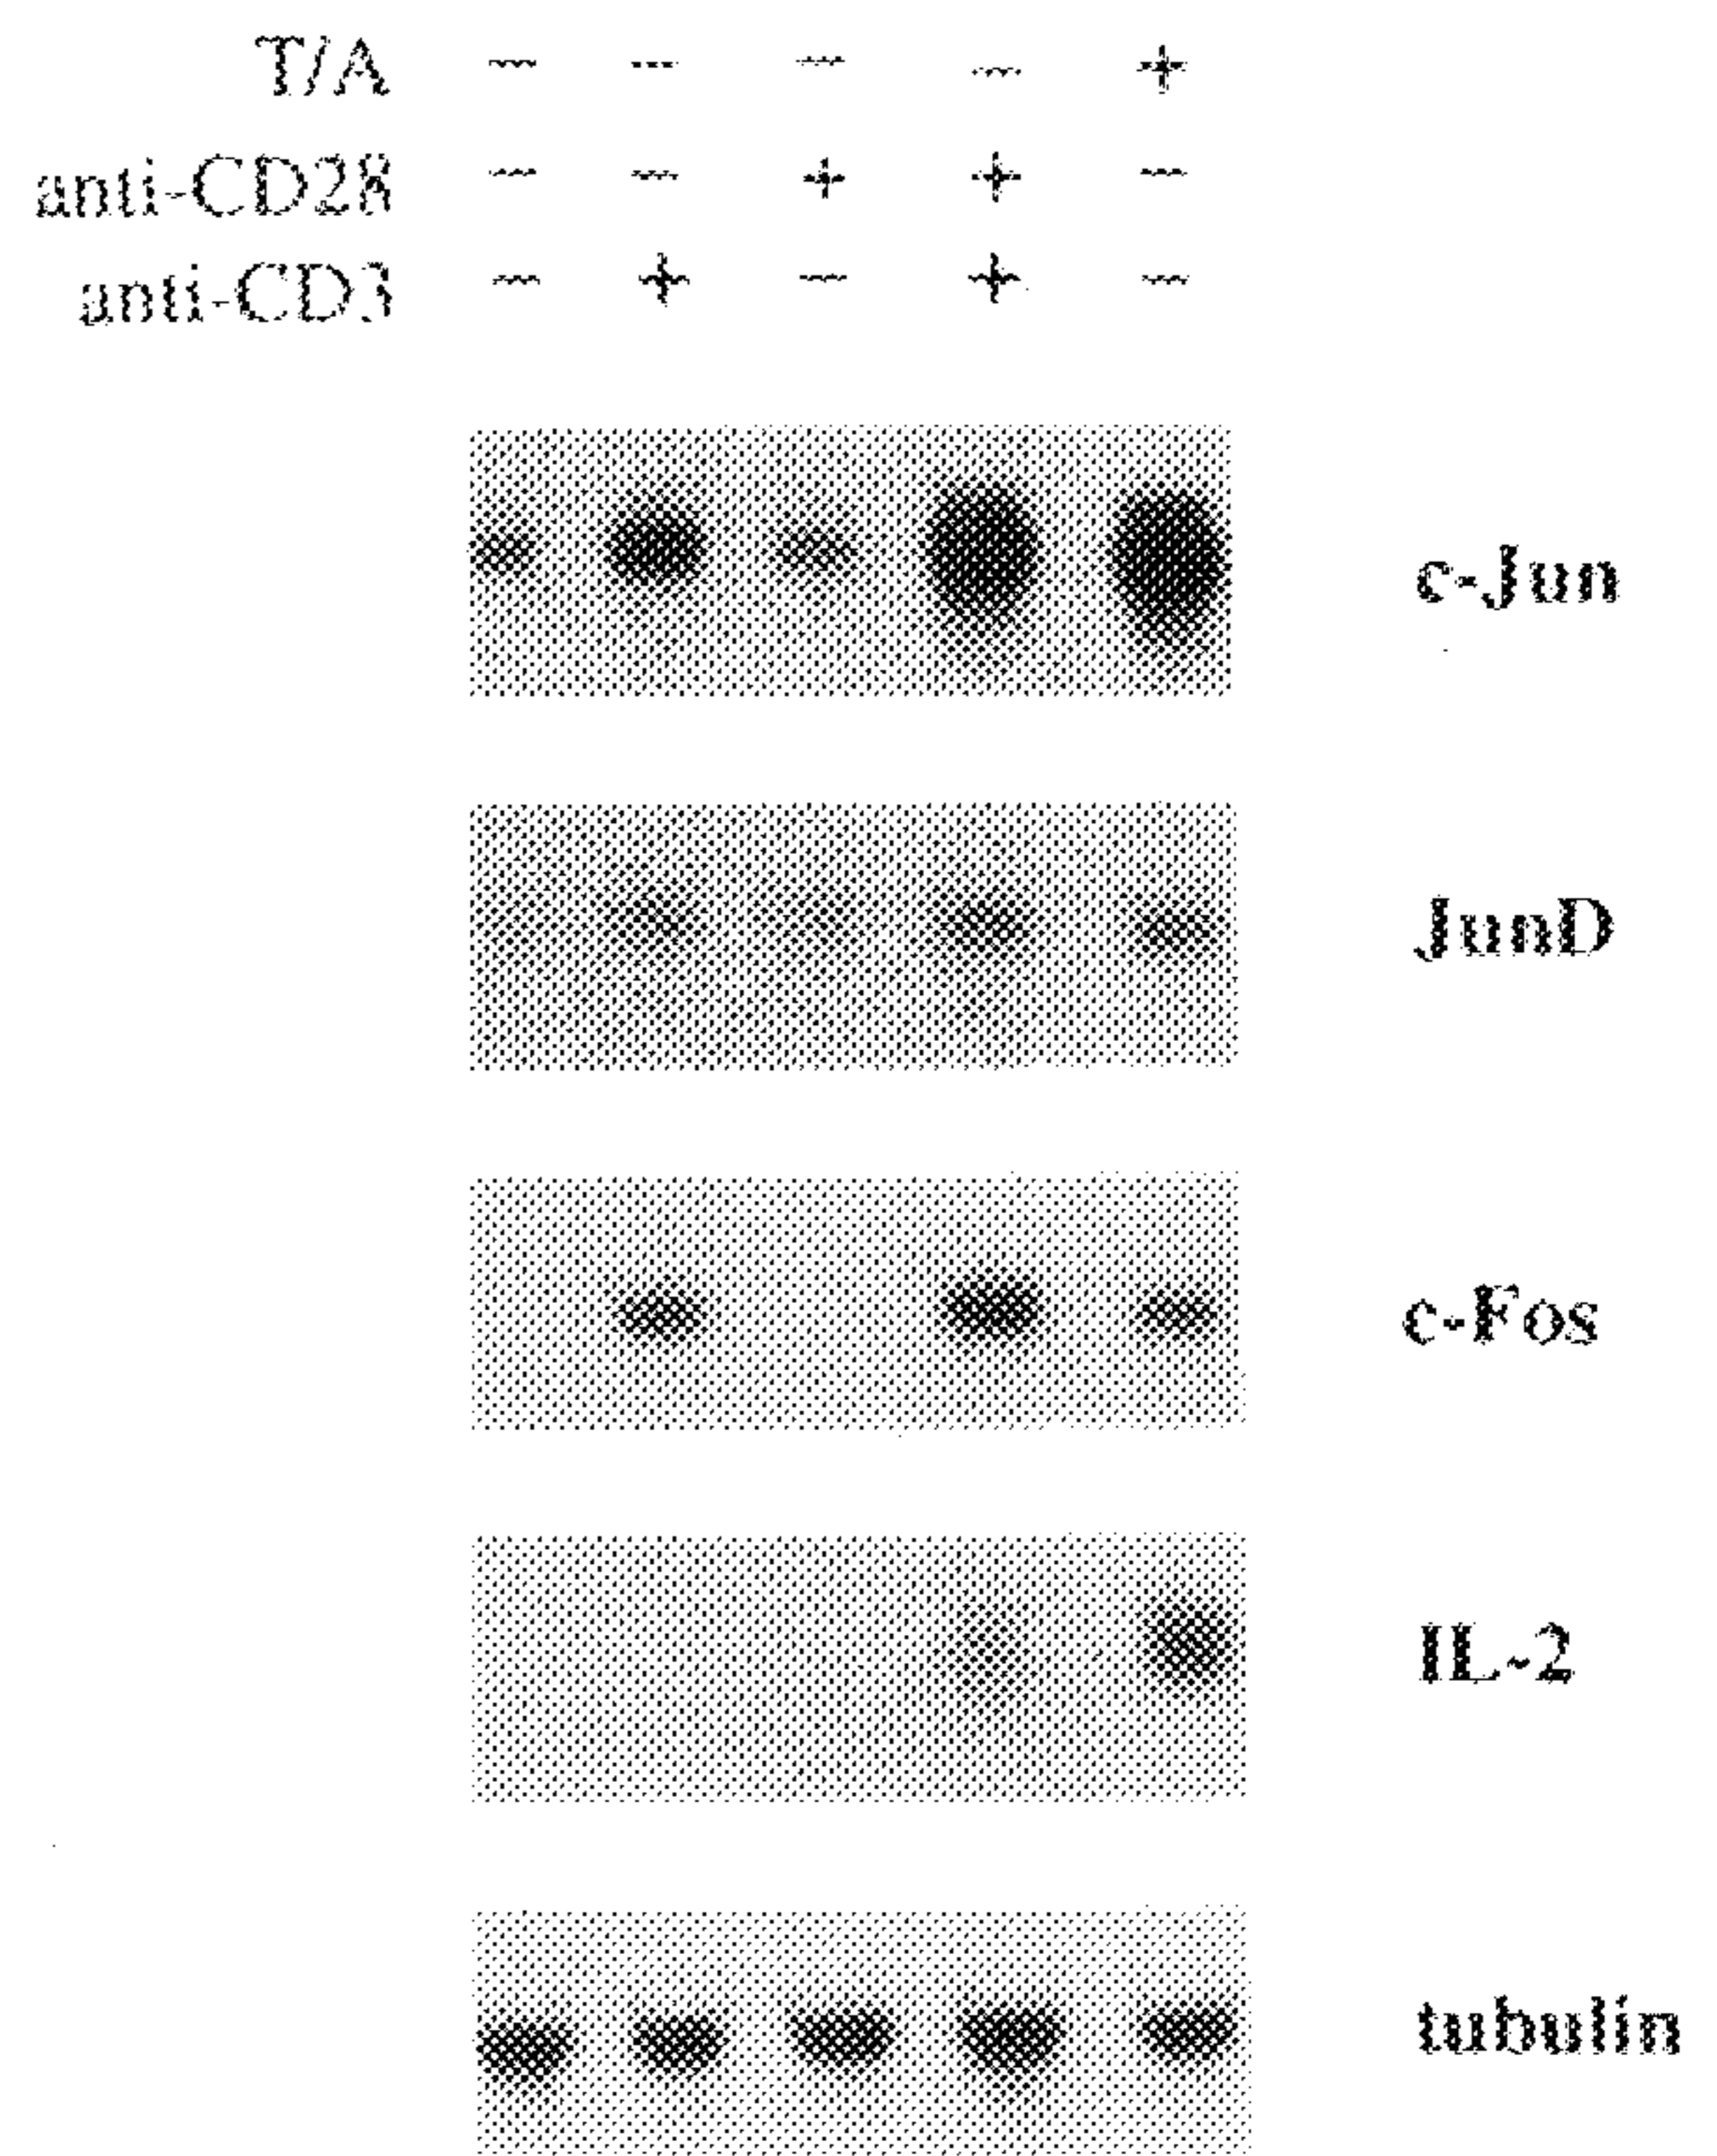 T/A − − − − +
anti-CD28 − − + + −
anti-CD3 − + − + −
c-Jun
JunD
c-Fos
IL-2
tubulin